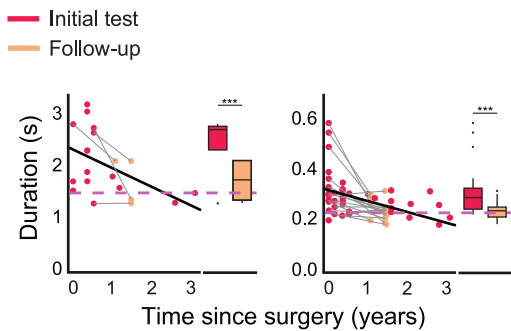 Initial test
Follow-up
Duration (s)
3
2
1
0
***
0 1 2 3
0.6
0.4
0.2
0.0
***
0 1 2 3
Time since surgery (years)